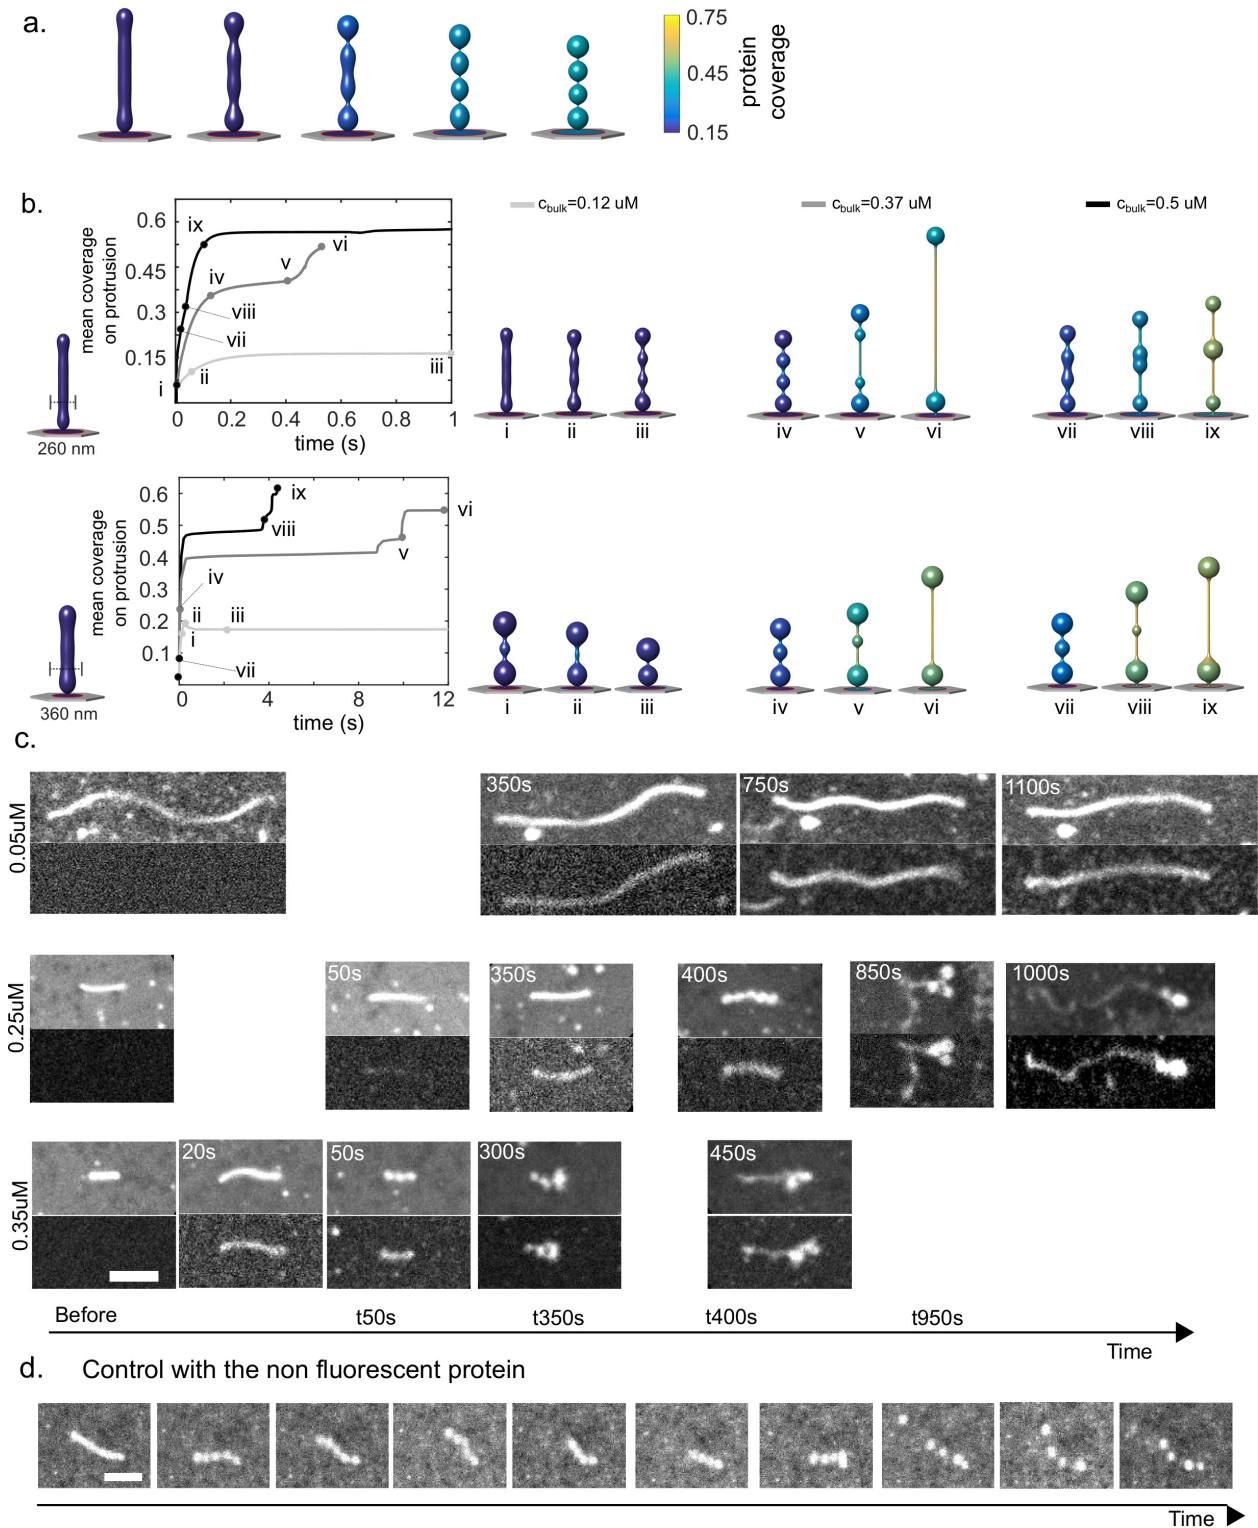 a.
0.75
0.45
0.15
protein
coverage
b.
mean coverage
on protrusion
0.6
0.45
0.3
0.15
0
0.2
0.4
0.6
0.8
1
time (s)
i
ii
iii
iv
v
vi
vii
viii
ix
260 nm
cbulk=0.12 uM
cbulk=0.37 uM
cbulk=0.5 uM
i
ii
iii
iv
v
vi
vii
viii
ix
mean coverage
on protrusion
0.6
0.5
0.4
0.3
0.2
0.1
0
4
8
12
time (s)
i
ii
iii
iv
v
vi
vii
viii
ix
360 nm
i
ii
iii
iv
v
vi
vii
viii
ix
c.
0.05uM
350s
750s
1100s
0.25uM
50s
350s
400s
850s
1000s
0.35uM
20s
50s
300s
450s
Before
t50s
t350s
t400s
t950s
Time
d.
Control with the non fluorescent protein
Time